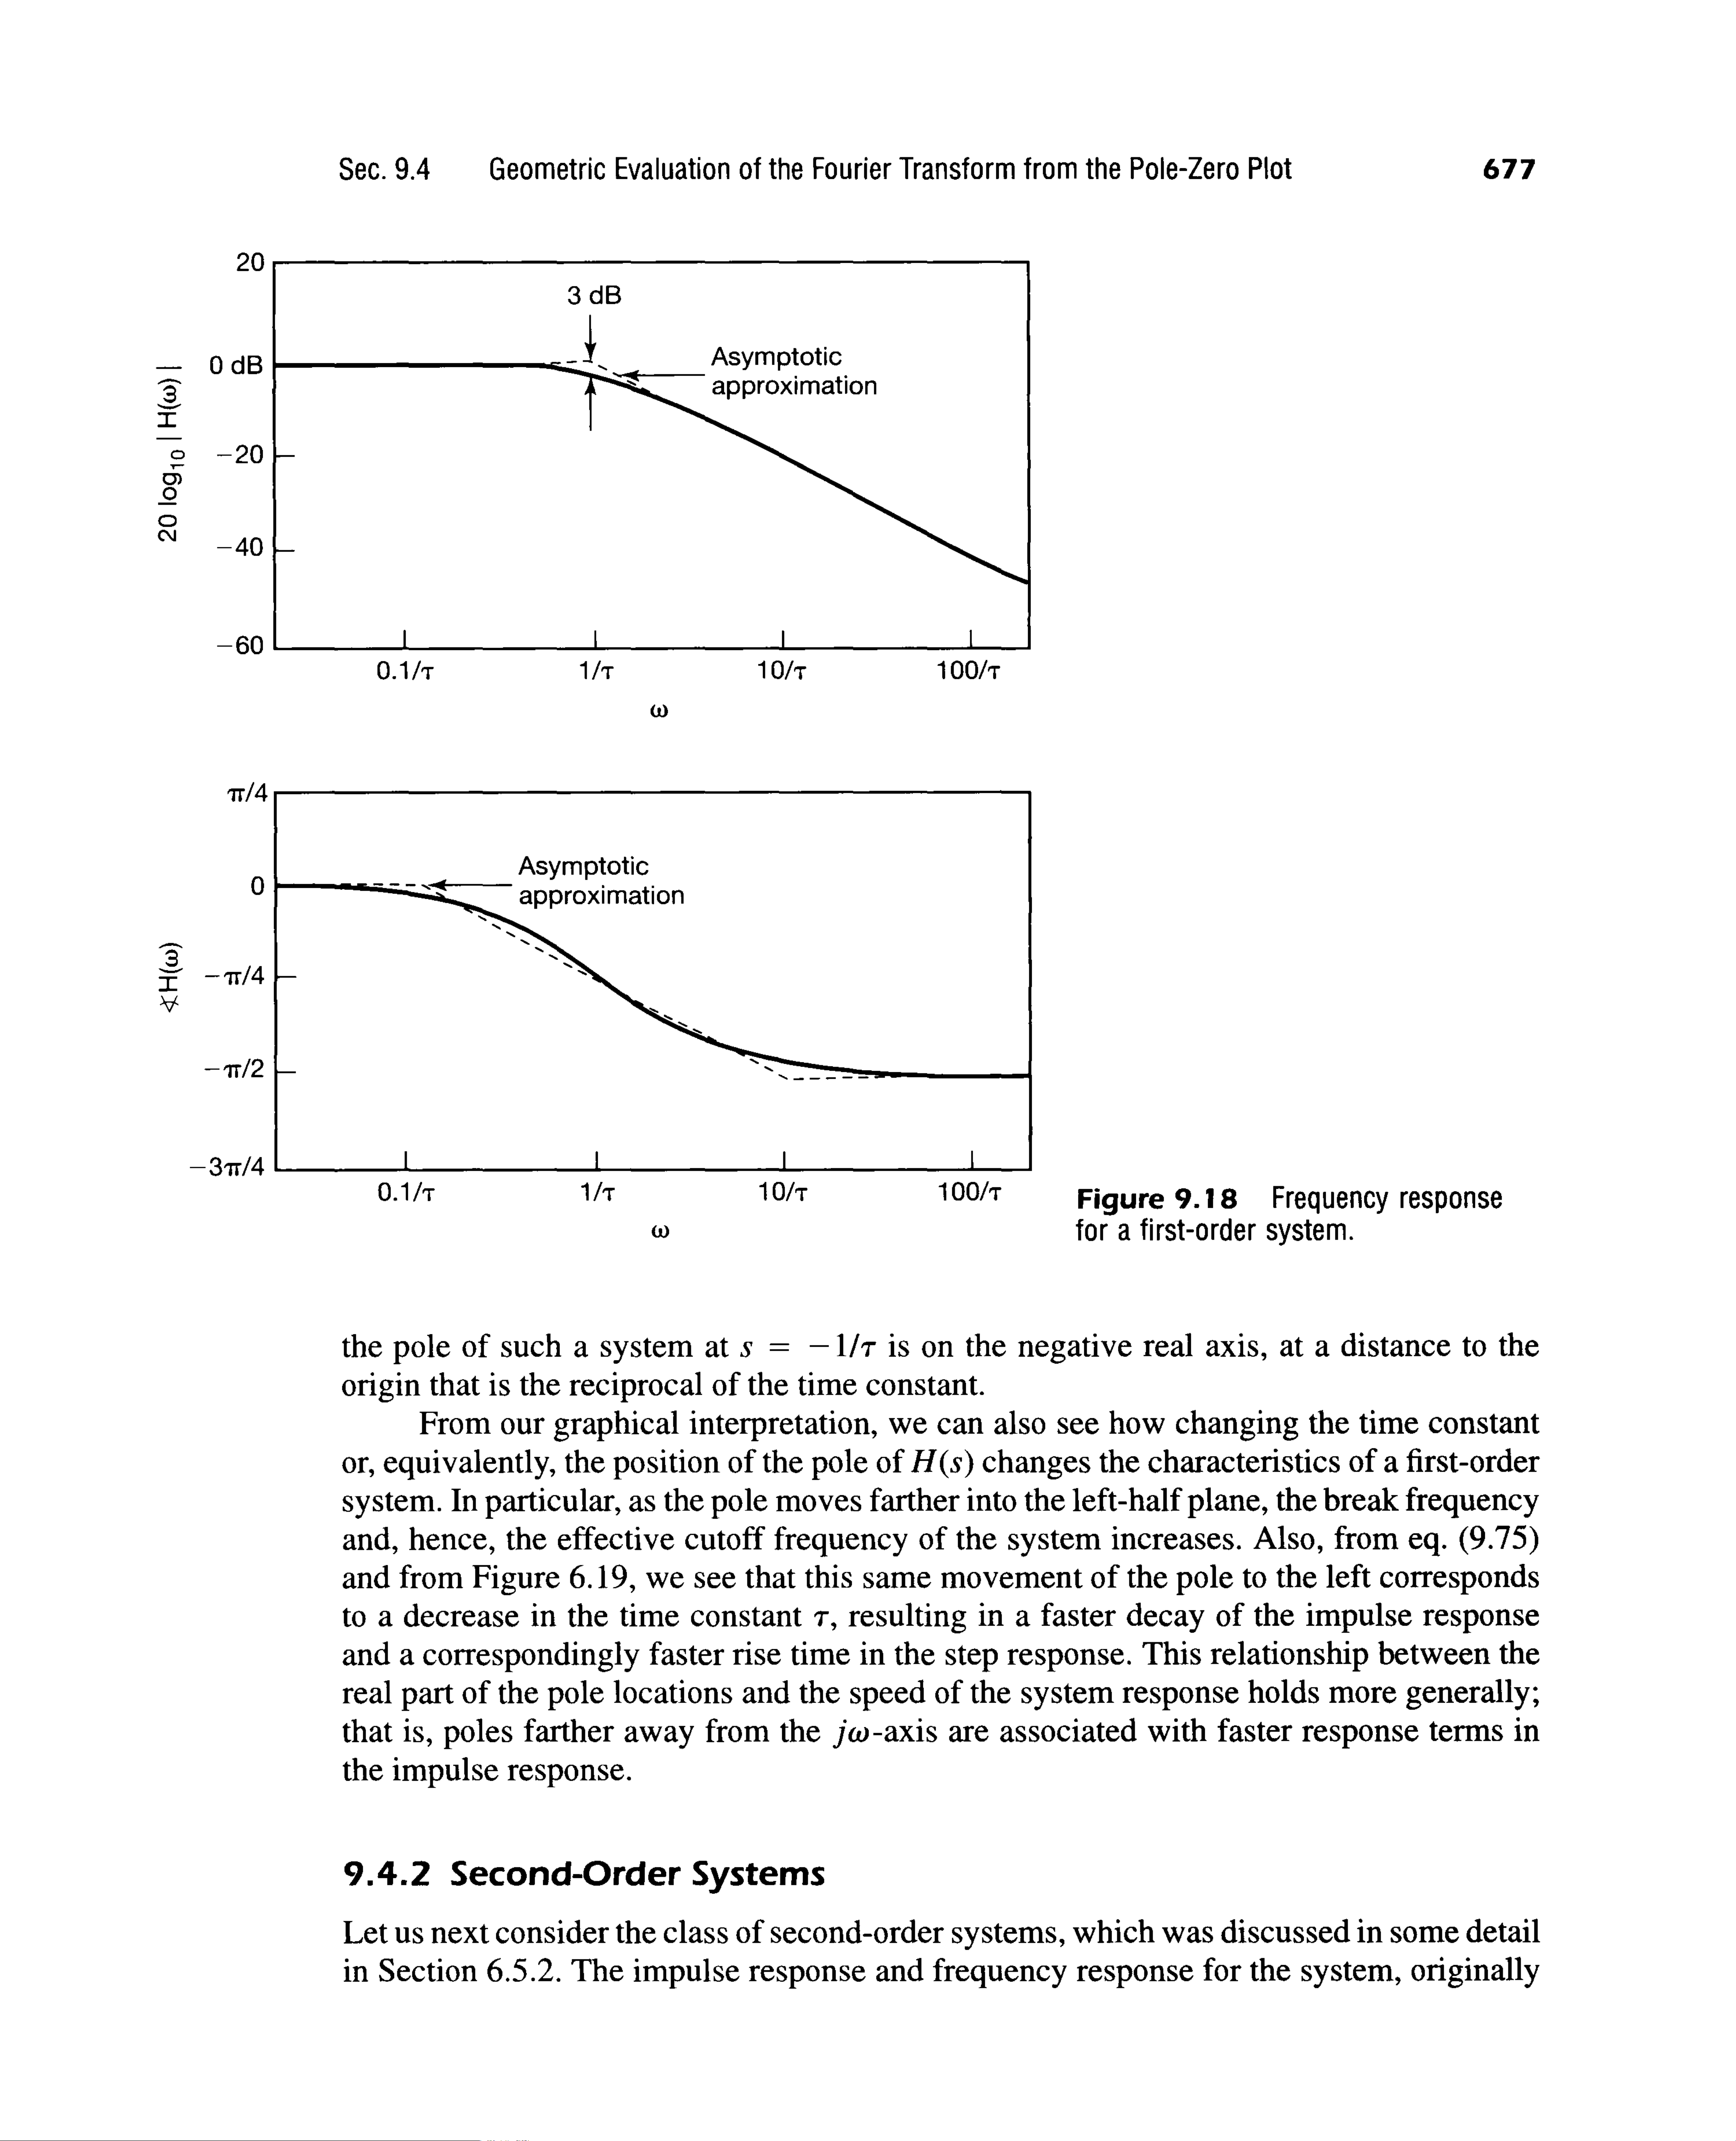 Sec. 9.4 Geometric Evaluation of the Fourier Transform from the Pole-Zero Plot 677
20
3 dB
0 dB
Asymptotic
approximation
20 log₁₀ | H(ω) |
−20
−40
−60
0.1/τ 1/τ 10/τ 100/τ
ω
π/4
Asymptotic
approximation
0
∢H(ω)
−π/4
−π/2
−3π/4
0.1/τ 1/τ 10/τ 100/τ
ω
Figure 9.18 Frequency response
for a first-order system.
the pole of such a system at s = −1/τ is on the negative real axis, at a distance to the
origin that is the reciprocal of the time constant.
From our graphical interpretation, we can also see how changing the time constant
or, equivalently, the position of the pole of H(s) changes the characteristics of a first-order
system. In particular, as the pole moves farther into the left-half plane, the break frequency
and, hence, the effective cutoff frequency of the system increases. Also, from eq. (9.75)
and from Figure 6.19, we see that this same movement of the pole to the left corresponds
to a decrease in the time constant τ, resulting in a faster decay of the impulse response
and a correspondingly faster rise time in the step response. This relationship between the
real part of the pole locations and the speed of the system response holds more generally;
that is, poles farther away from the jω-axis are associated with faster response terms in
the impulse response.
9.4.2 Second-Order Systems
Let us next consider the class of second-order systems, which was discussed in some detail
in Section 6.5.2. The impulse response and frequency response for the system, originally